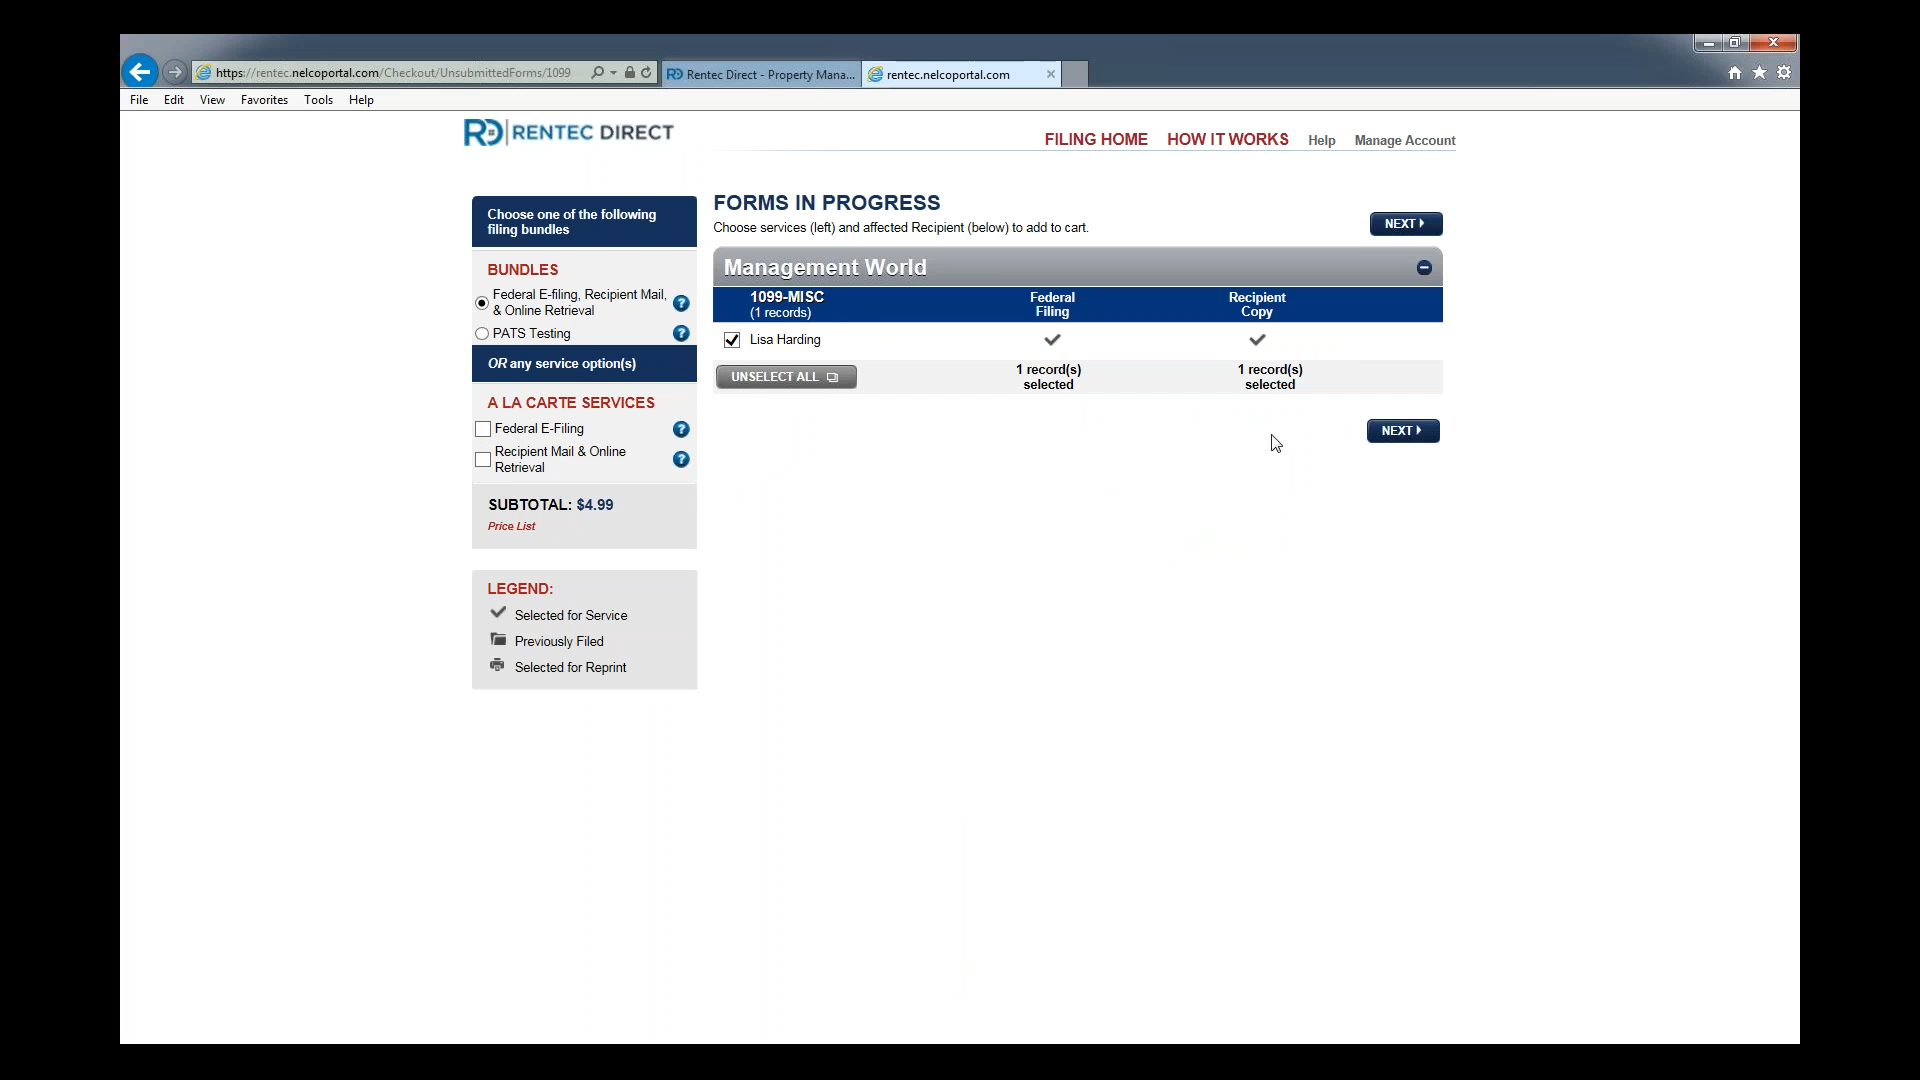 https://rentec.nelcoportal.com/Checkout/UnsubmittedForms/1099
Rentec Direct - Property Mana...
rentec.nelcoportal.com
File Edit View Favorites Tools Help
RD RENTEC DIRECT
FILING HOME HOW IT WORKS Help Manage Account
Choose one of the following
filing bundles
BUNDLES
Federal E-filing, Recipient Mail,
& Online Retrieval
PATS Testing
OR any service option(s)
A LA CARTE SERVICES
Federal E-Filing
Recipient Mail & Online
Retrieval
SUBTOTAL: $4.99
Price List
LEGEND:
Selected for Service
Previously Filed
Selected for Reprint
FORMS IN PROGRESS
Choose services (left) and affected Recipient (below) to add to cart.
NEXT
Management World
1099-MISC
(1 records)
Federal
Filing
Recipient
Copy
Lisa Harding
UNSELECT ALL
1 record(s)
selected
1 record(s)
selected
NEXT